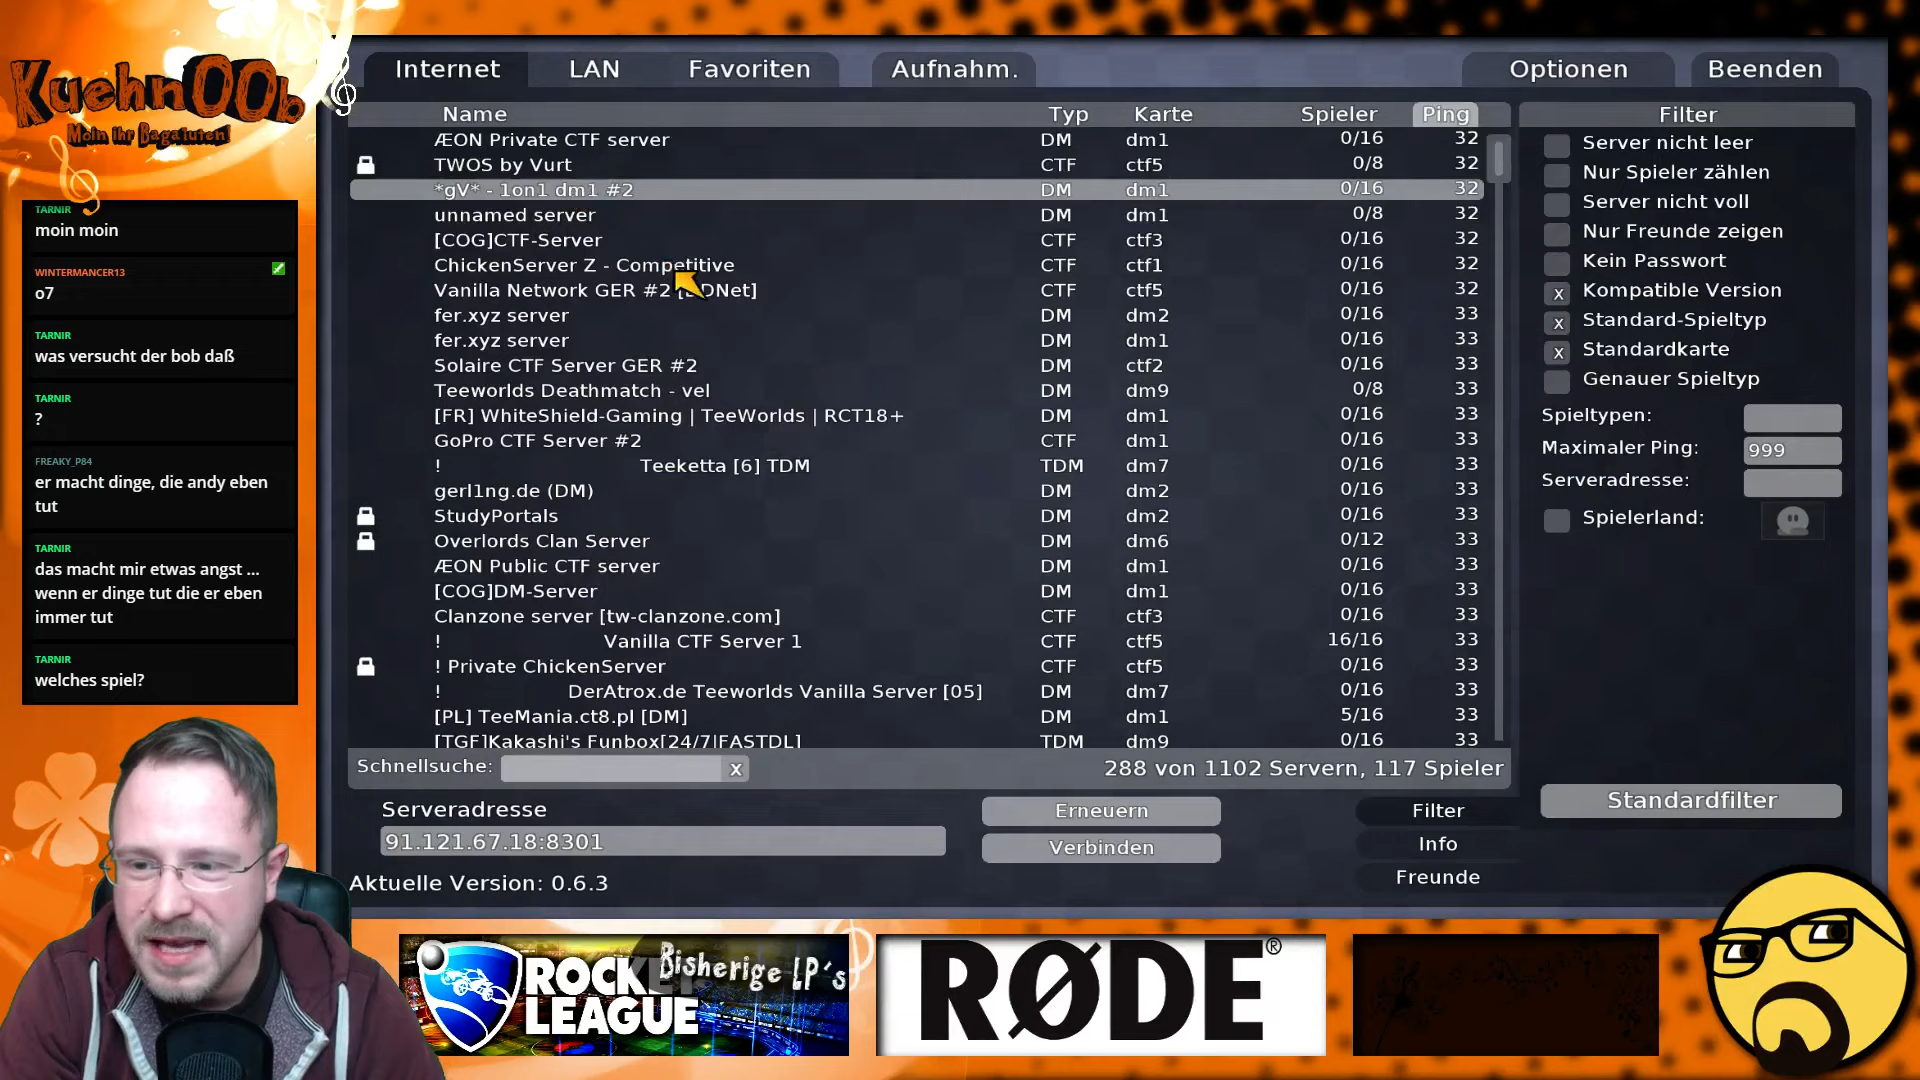 KuehnOOb
Moin ihr Bagaluten!
TARNIR
moin moin
WINTERMANCER13
o7
TARNIR
was versucht der bob daß
TARNIR
?
FREAKY_P84
er macht dinge, die andy eben
tut
TARNIR
das macht mir etwas angst ...
wenn er dinge tut die er eben
immer tut
TARNIR
welches spiel?
Internet LAN Favoriten Aufnahm. Optionen Beenden
Name Typ Karte Spieler Ping
ÆON Private CTF server DM dm1 0/16 32
TWOS by Vurt CTF ctf5 0/8 32
*gV* - 1on1 dm1 #2 DM dm1 0/16 32
unnamed server DM dm1 0/8 32
[COG]CTF-Server CTF ctf3 0/16 32
ChickenServer Z - Competitive CTF ctf1 0/16 32
Vanilla Network GER #2 [DDNet] CTF ctf5 0/16 32
fer.xyz server DM dm2 0/16 33
fer.xyz server DM dm1 0/16 33
Solaire CTF Server GER #2 DM ctf2 0/16 33
Teeworlds Deathmatch - vel DM dm9 0/8 33
[FR] WhiteShield-Gaming | TeeWorlds | RCT18+ DM dm1 0/16 33
GoPro CTF Server #2 CTF dm1 0/16 33
! Teeketta [6] TDM TDM dm7 0/16 33
gerl1ng.de (DM) DM dm2 0/16 33
StudyPortals DM dm2 0/16 33
Overlords Clan Server DM dm6 0/12 33
ÆON Public CTF server DM dm1 0/16 33
[COG]DM-Server DM dm1 0/16 33
Clanzone server [tw-clanzone.com] CTF ctf3 0/16 33
! Vanilla CTF Server 1 CTF ctf5 16/16 33
! Private ChickenServer CTF ctf5 0/16 33
! DerAtrox.de Teeworlds Vanilla Server [05] DM dm7 0/16 33
[PL] TeeMania.ct8.pl [DM] DM dm1 5/16 33
[TGF]Kakashi's Funbox[24/7|FASTDL] TDM dm9 0/16 33
Schnellsuche: x 288 von 1102 Servern, 117 Spieler
Serveradresse
91.121.67.18:8301
Erneuern
Verbinden
Filter
Info
Freunde
Aktuelle Version: 0.6.3
Filter
Server nicht leer
Nur Spieler zählen
Server nicht voll
Nur Freunde zeigen
Kein Passwort
x Kompatible Version
x Standard-Spieltyp
x Standardkarte
Genauer Spieltyp
Spieltypen:
Maximaler Ping: 999
Serveradresse:
Spielerland:
Standardfilter
ROCKET
LEAGUE
Bisherige LP's
RØDE®